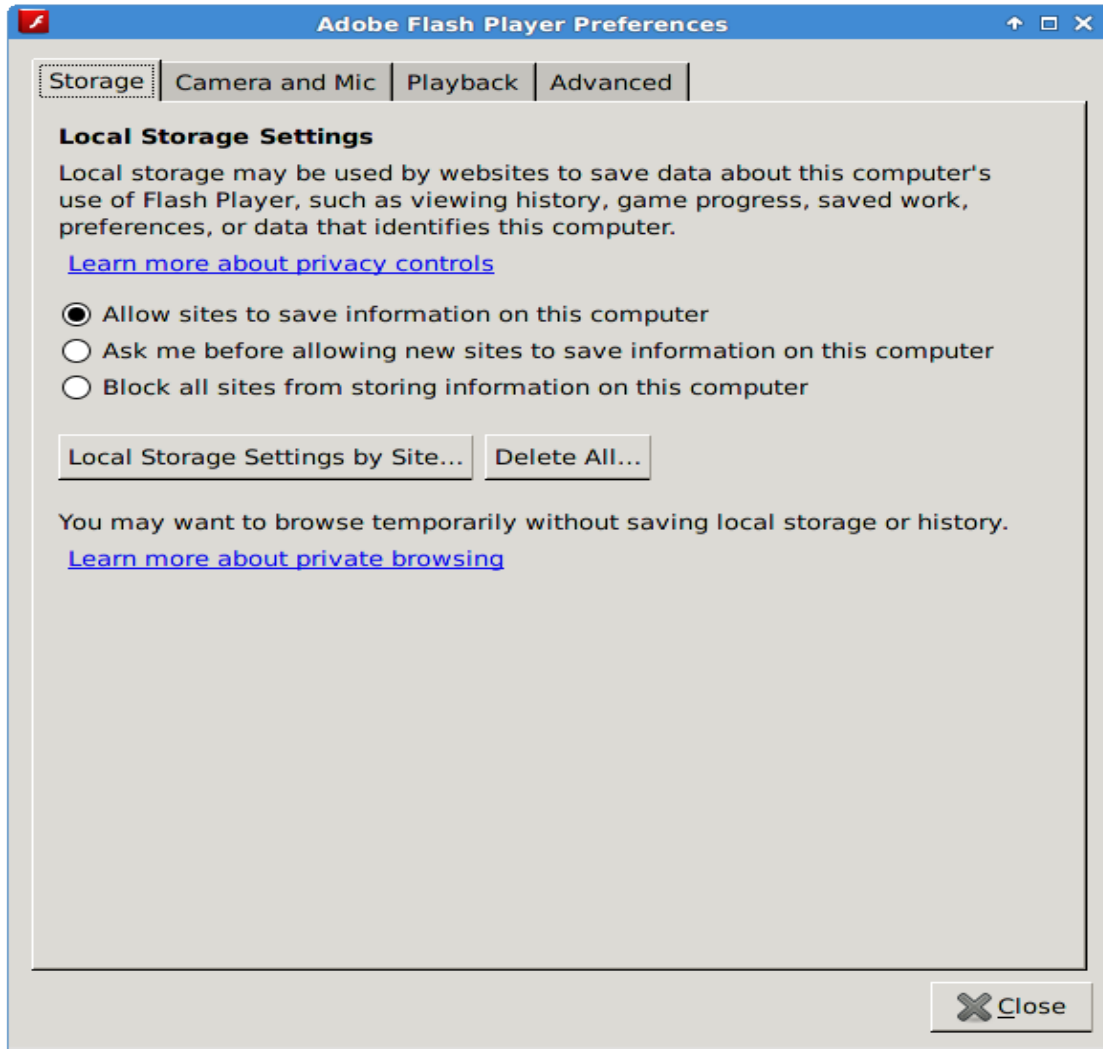 Adobe Flash Player Preferences
Storage
Camera and Mic
Playback
Advanced
Local Storage Settings
Local storage may be used by websites to save data about this computer's
use of Flash Player, such as viewing history, game progress, saved work,
preferences, or data that identifies this computer.
Learn more about privacy controls
Allow sites to save information on this computer
Ask me before allowing new sites to save information on this computer
Block all sites from storing information on this computer
Local Storage Settings by Site...
Delete All...
You may want to browse temporarily without saving local storage or history.
Learn more about private browsing
Close